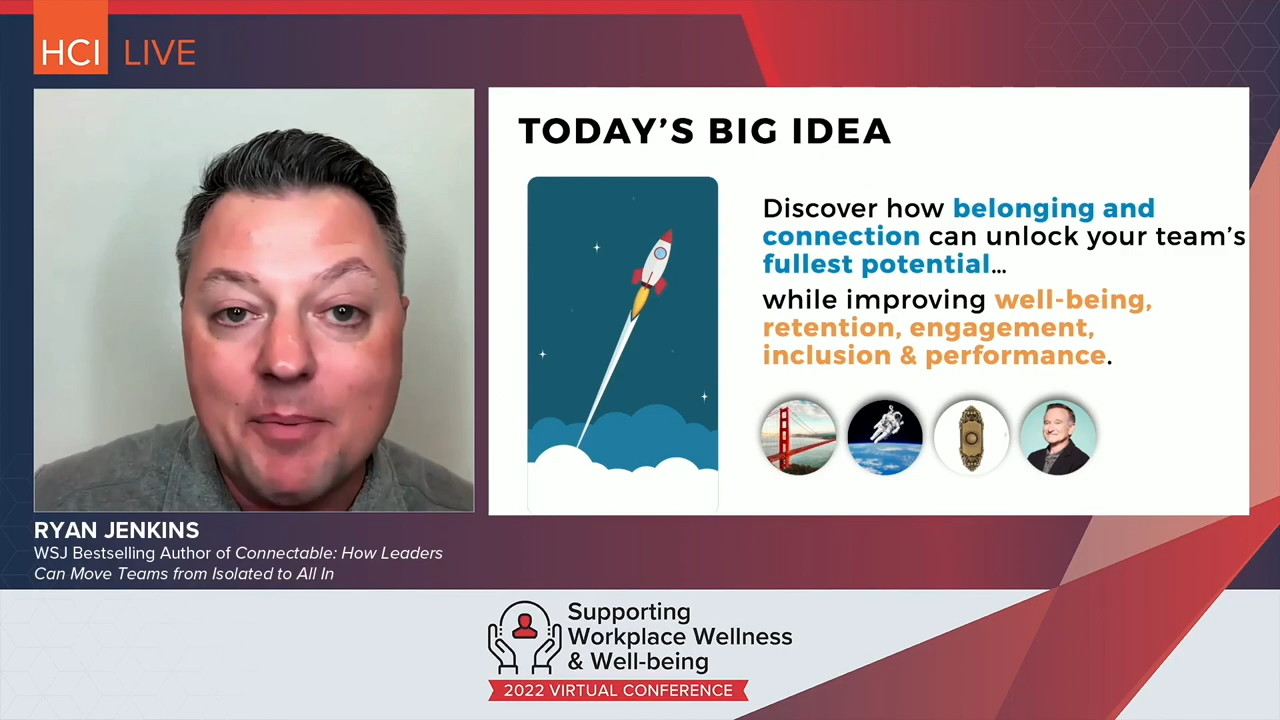 HCI LIVE
TODAY'S BIG IDEA
Discover how belonging and
connection can unlock your team's
fullest potential...
while improving well-being,
retention, engagement,
inclusion & performance.
RYAN JENKINS
WSJ Bestselling Author of Connectable: How Leaders
Can Move Teams from Isolated to All In
Supporting
Workplace Wellness
& Well-being
2022 VIRTUAL CONFERENCE